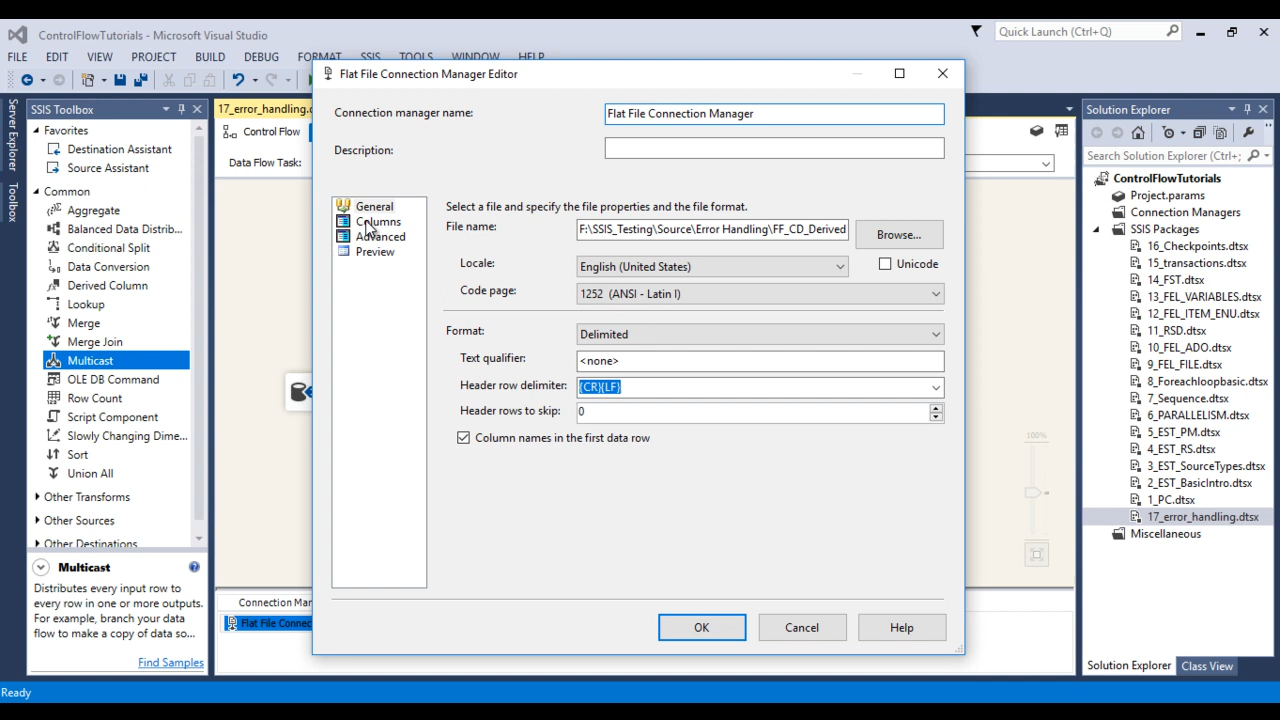 ControlFlowTutorials - Microsoft Visual Studio
Quick Launch (Ctrl+Q)
FILE EDIT VIEW PROJECT BUILD DEBUG FORMAT SSIS TOOLS WINDOW HELP
Flat File Connection Manager Editor
Server Explorer
Toolbox
SSIS Toolbox
Favorites
Destination Assistant
Source Assistant
Common
Aggregate
Balanced Data Distrib...
Conditional Split
Data Conversion
Derived Column
Lookup
Merge
Merge Join
Multicast
OLE DB Command
Row Count
Script Component
Slowly Changing Dime...
Sort
Union All
Other Transforms
Other Sources
Other Destinations
Multicast
Distributes every input row to
every row in one or more outputs.
For example, branch your data
flow to make a copy of data so...
Find Samples
17_error_handling.
Control Flow
Data Flow Task:
Connection Man
Flat File Connec
Connection manager name:
Flat File Connection Manager
Description:
General
Columns
Advanced
Preview
Select a file and specify the file properties and the file format.
File name:
F:\SSIS_Testing\Source\Error Handling\FF_CD_Derived
Browse...
Locale:
English (United States)
Unicode
Code page:
1252 (ANSI - Latin I)
Format:
Delimited
Text qualifier:
<none>
Header row delimiter:
{CR}{LF}
Header rows to skip:
0
Column names in the first data row
OK
Cancel
Help
100%
Solution Explorer
Search Solution Explorer (Ctrl+;
ControlFlowTutorials
Project.params
Connection Managers
SSIS Packages
16_Checkpoints.dtsx
15_transactions.dtsx
14_FST.dtsx
13_FEL_VARIABLES.dtsx
12_FEL_ITEM_ENU.dtsx
11_RSD.dtsx
10_FEL_ADO.dtsx
9_FEL_FILE.dtsx
8_Foreachloopbasic.dtsx
7_Sequence.dtsx
6_PARALLELISM.dtsx
5_EST_PM.dtsx
4_EST_RS.dtsx
3_EST_SourceTypes.dtsx
2_EST_BasicIntro.dtsx
1_PC.dtsx
17_error_handling.dtsx
Miscellaneous
Solution Explorer
Class View
Ready